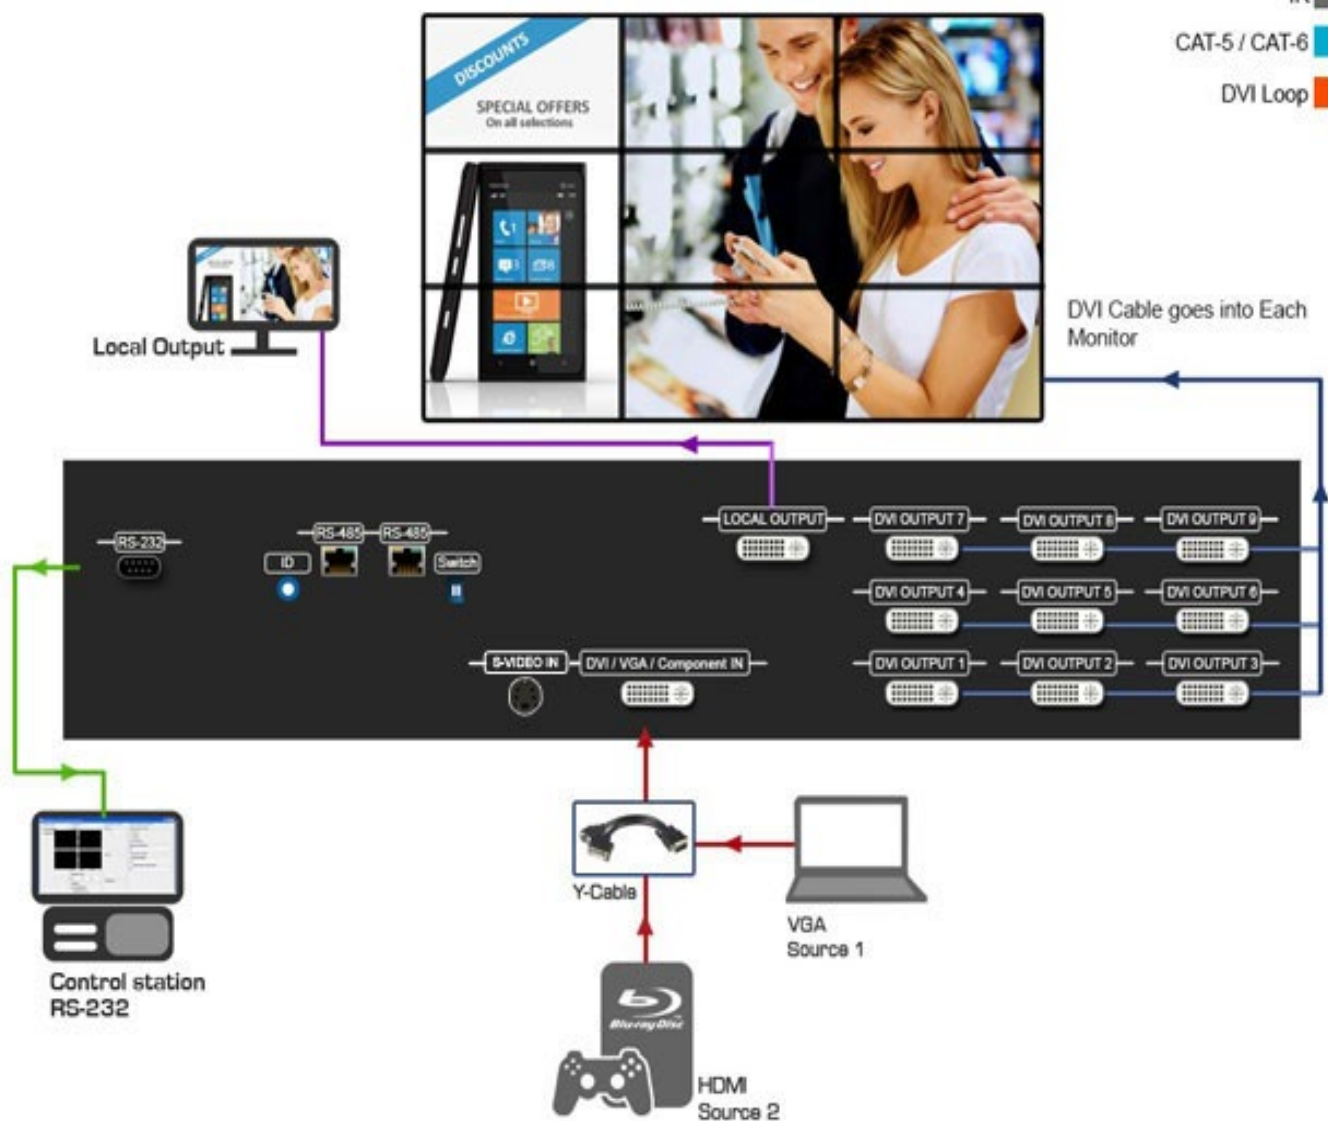 CAT-5 / CAT-6
DVI Loop
DISCOUNTS
SPECIAL OFFERS
On all selections
Local Output
DVI Cable goes into Each
Monitor
RS-232
ID
RS-485
RS-485
Switch
LOCAL OUTPUT
DVI OUTPUT 7
DVI OUTPUT 8
DVI OUTPUT 9
DVI OUTPUT 4
DVI OUTPUT 5
DVI OUTPUT 6
S-VIDEO IN
DVI / VGA / Component IN
DVI OUTPUT 1
DVI OUTPUT 2
DVI OUTPUT 3
Y-Cable
VGA
Source 1
Control station
RS-232
Blu-ray Disc
HDMI
Source 2